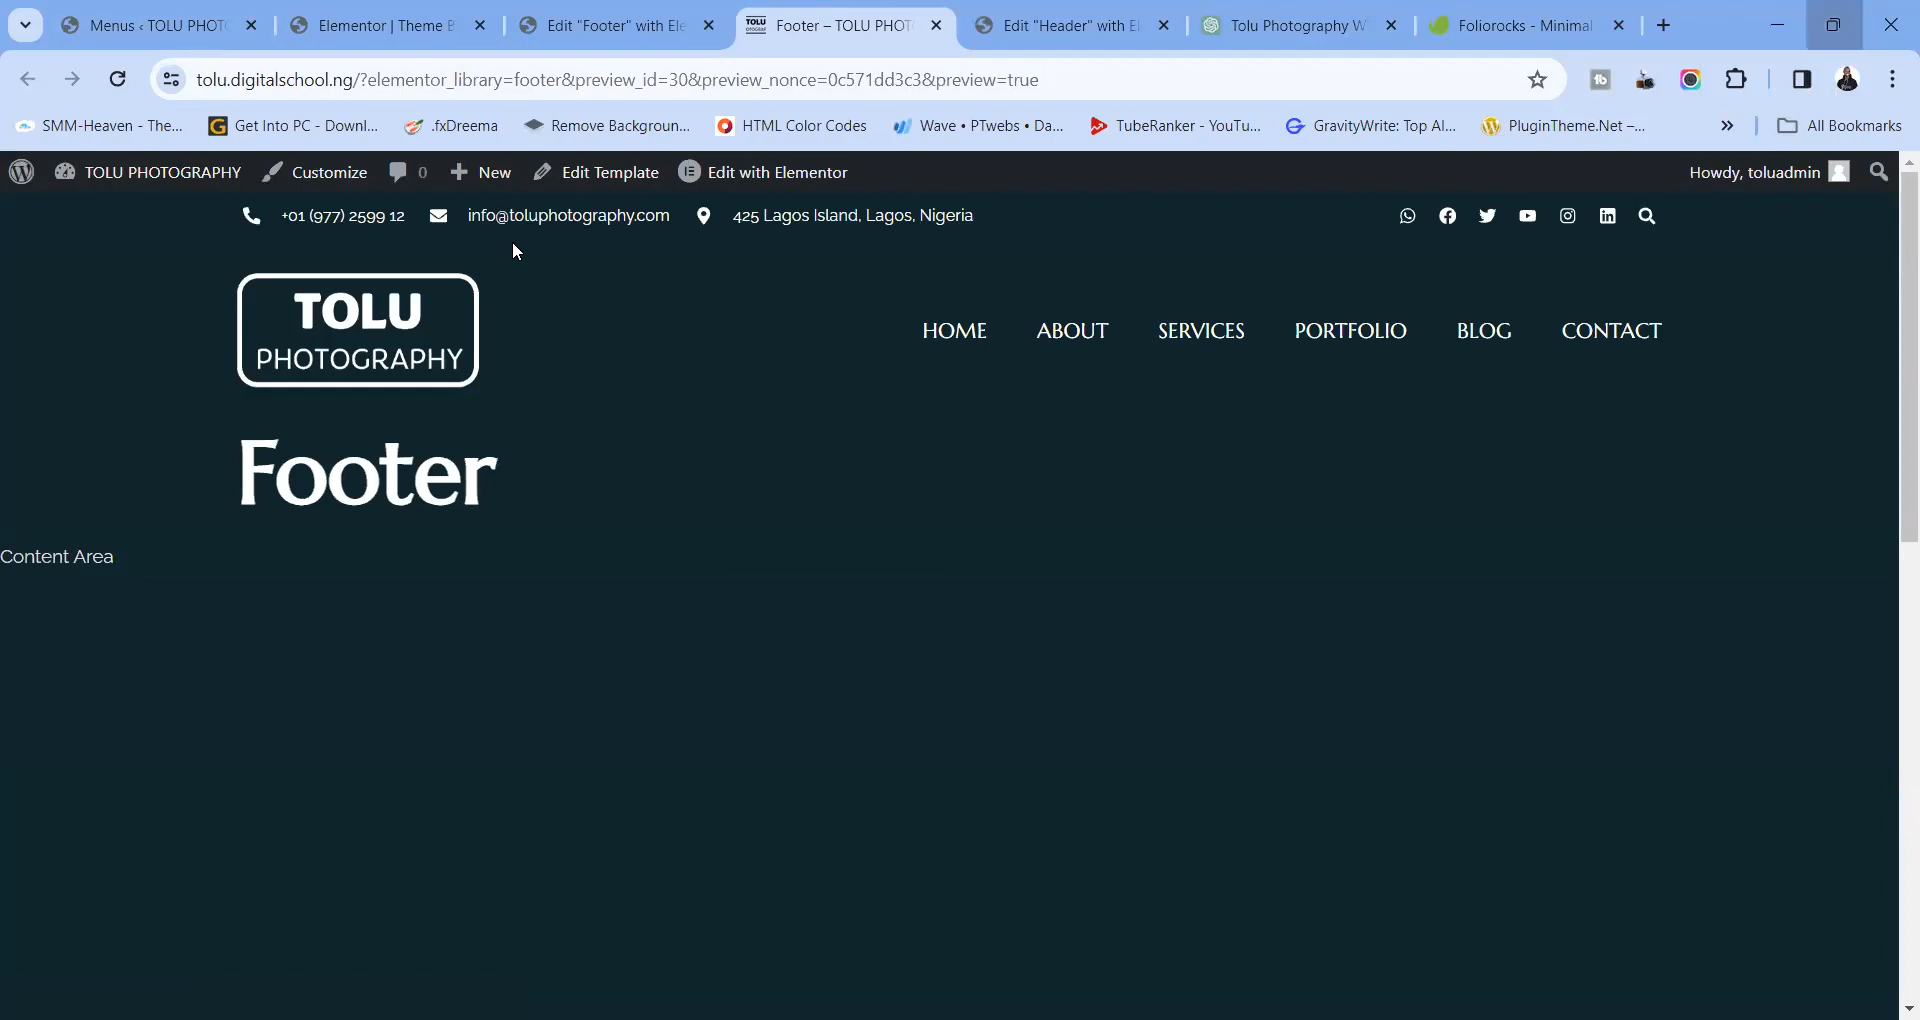 Menus ‹ TOLU PHOT
Elementor | Theme B
Edit "Footer" with Ele
TOLU
Footer – TOLU PHOT
Edit "Header" with El
Tolu Photography W
Foliorocks - Minimal
tolu.digitalschool.ng/?elementor_library=footer&preview_id=30&preview_nonce=0c571dd3c3&preview=true
SMM-Heaven - The...
Get Into PC - Downl...
.fxDreema
Remove Backgroun...
HTML Color Codes
Wave • PTwebs • Da...
TubeRanker - YouTu...
GravityWrite: Top Al...
PluginTheme.Net –...
All Bookmarks
TOLU PHOTOGRAPHY
Customize
0
New
Edit Template
Edit with Elementor
Howdy, toluadmin
+01 (977) 2599 12
info@toluphotography.com
425 Lagos Island, Lagos, Nigeria
TOLU
PHOTOGRAPHY
HOME
ABOUT
SERVICES
PORTFOLIO
BLOG
CONTACT
Footer
Content Area